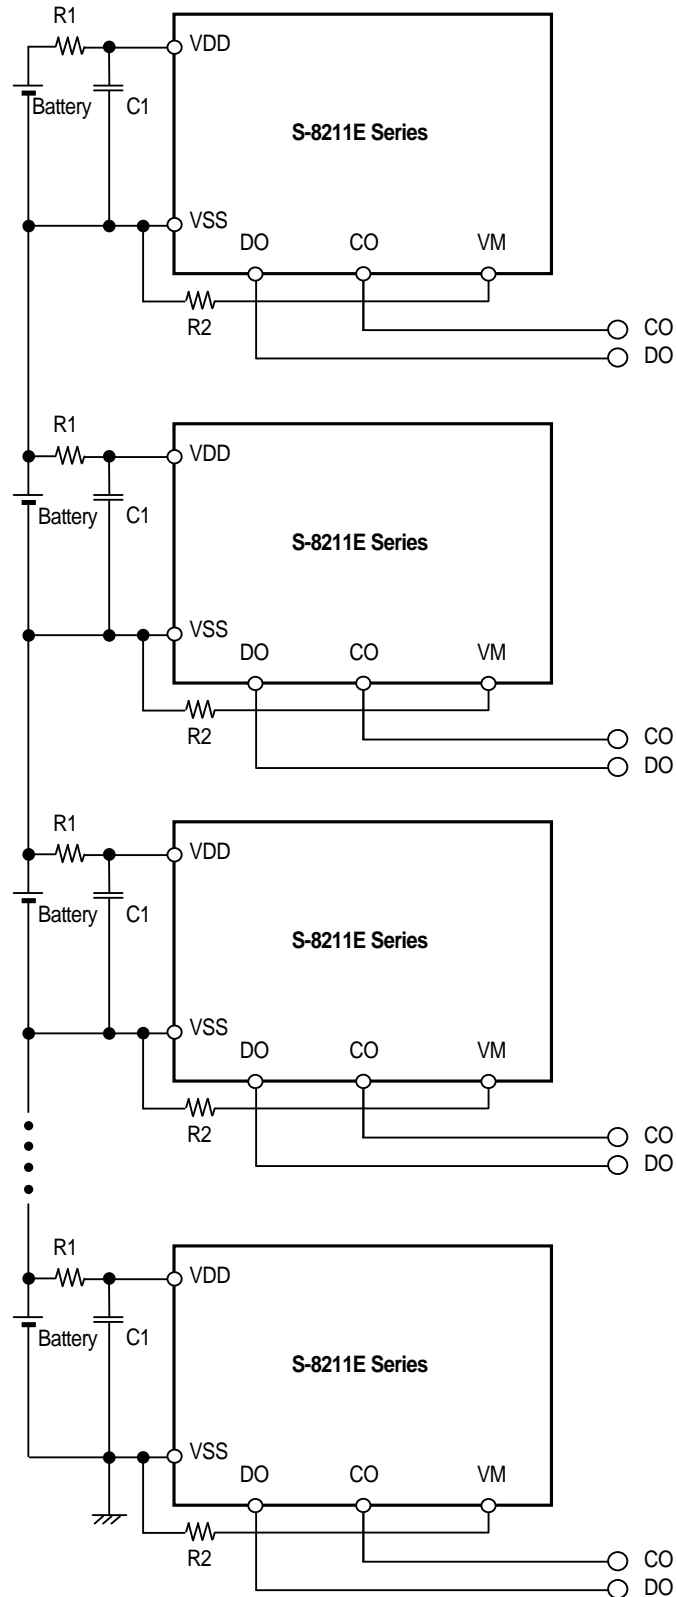 R1
VDD
Battery
C1
S-8211E Series
VSS
DO
CO
VM
R2
CO
DO
R1
VDD
Battery
C1
S-8211E Series
VSS
DO
CO
VM
R2
CO
DO
R1
VDD
Battery
C1
S-8211E Series
VSS
DO
CO
VM
R2
CO
DO
R1
VDD
Battery
C1
S-8211E Series
VSS
DO
CO
VM
R2
CO
DO